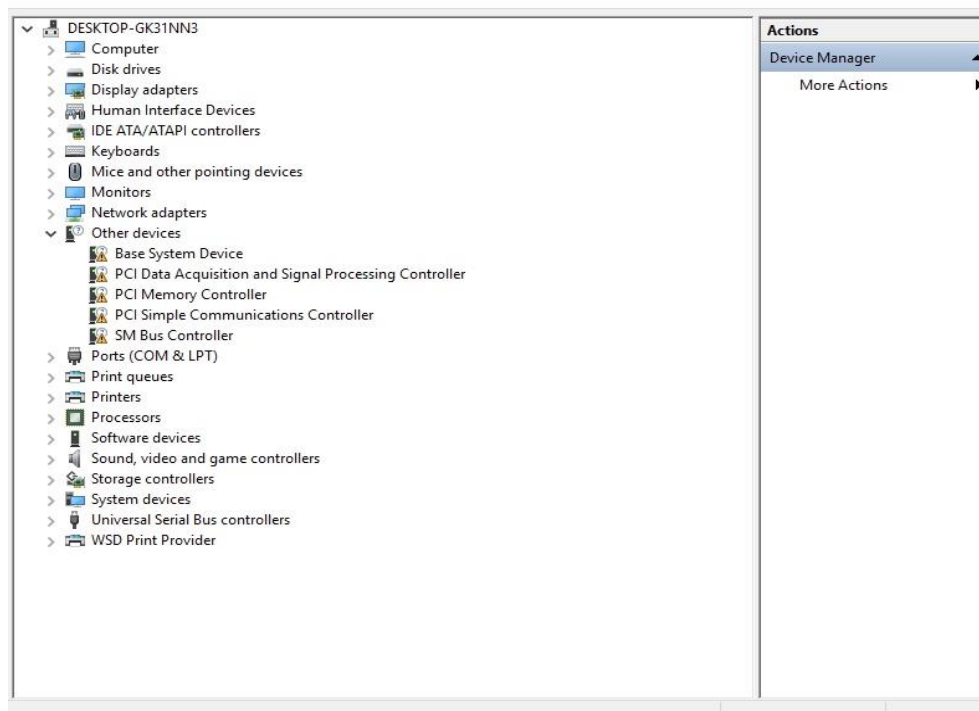 DESKTOP-GK31NN3
Computer
Disk drives
Display adapters
Human Interface Devices
IDE ATA/ATAPI controllers
Keyboards
Mice and other pointing devices
Monitors
Network adapters
Other devices
Base System Device
PCI Data Acquisition and Signal Processing Controller
PCI Memory Controller
PCI Simple Communications Controller
SM Bus Controller
Ports (COM & LPT)
Print queues
Printers
Processors
Software devices
Sound, video and game controllers
Storage controllers
System devices
Universal Serial Bus controllers
WSD Print Provider
Actions
Device Manager
More Actions